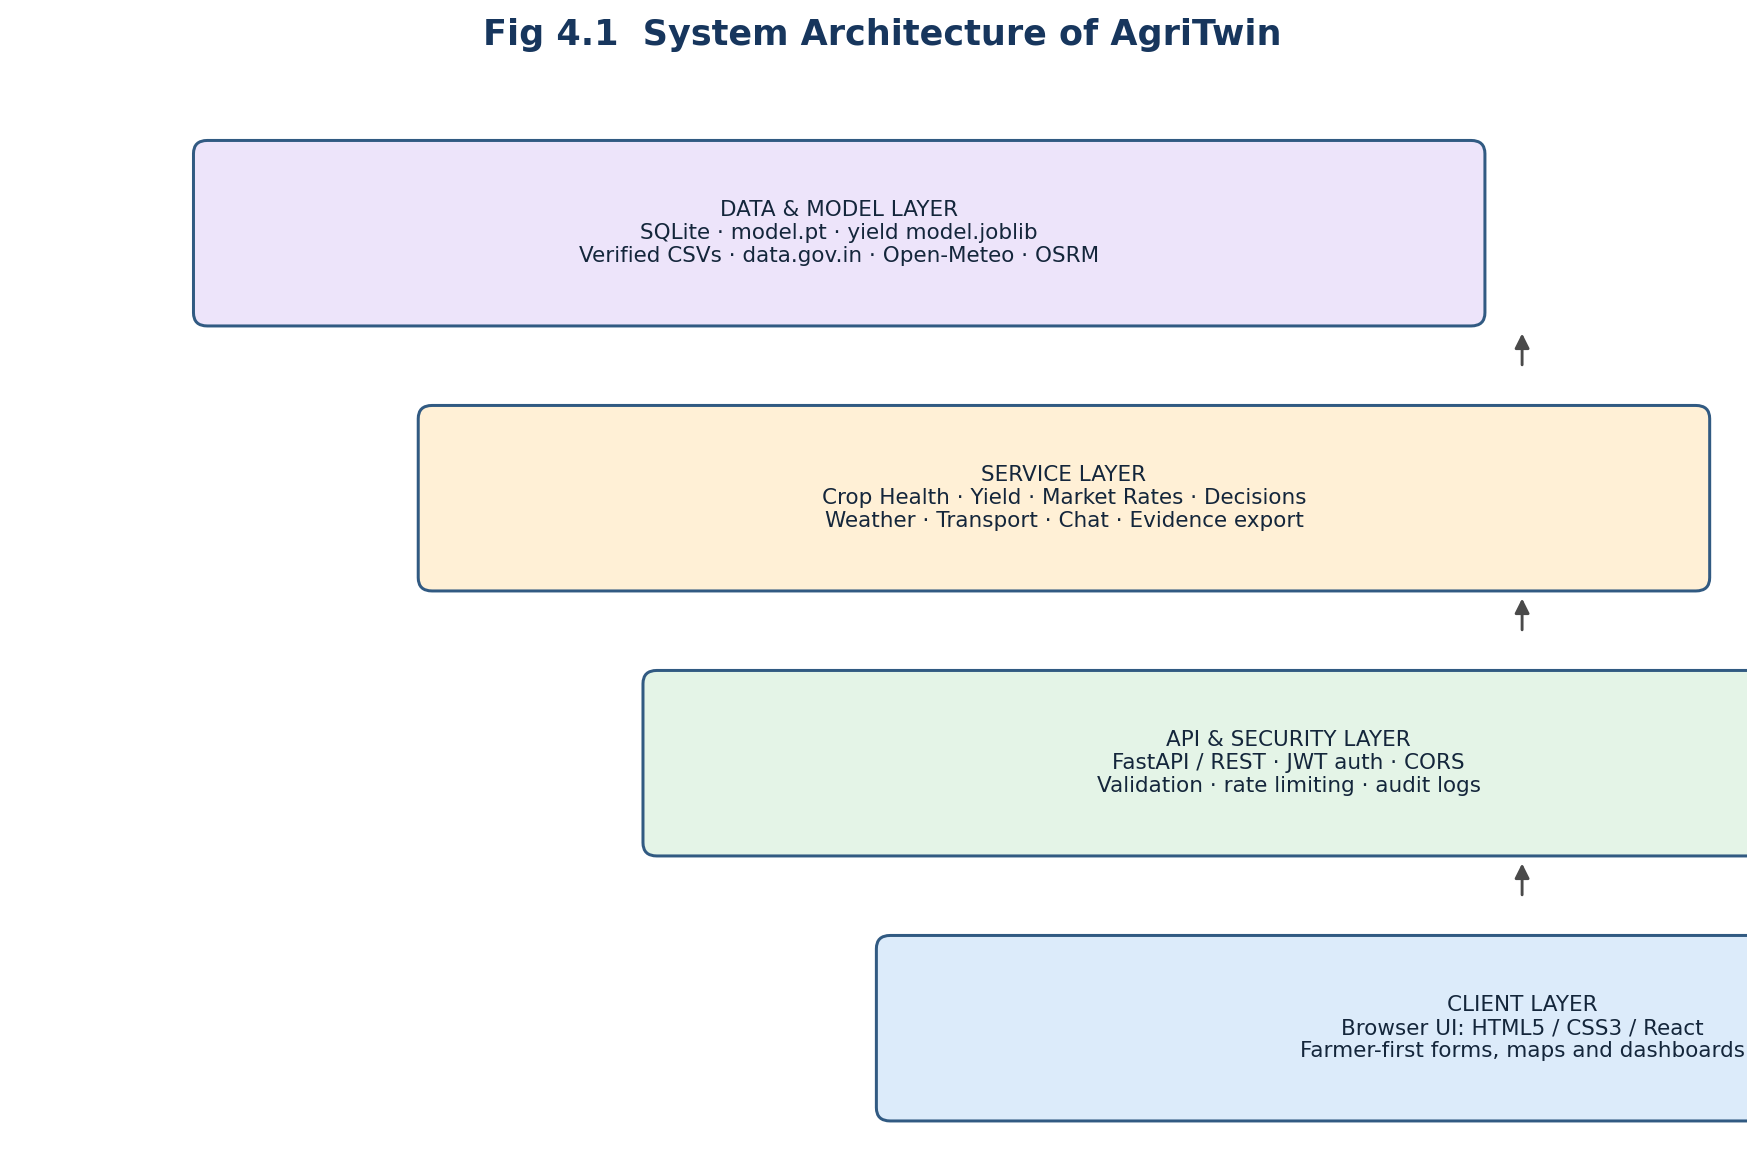 Fig 4.1  System Architecture of AgriTwin
DATA & MODEL LAYER
SQLite · model.pt · yield model.joblib
Verified CSVs · data.gov.in · Open-Meteo · OSRM
SERVICE LAYER
Crop Health · Yield · Market Rates · Decisions
Weather · Transport · Chat · Evidence export
API & SECURITY LAYER
FastAPI / REST · JWT auth · CORS
Validation · rate limiting · audit logs
CLIENT LAYER
Browser UI: HTML5 / CSS3 / React
Farmer-first forms, maps and dashboards